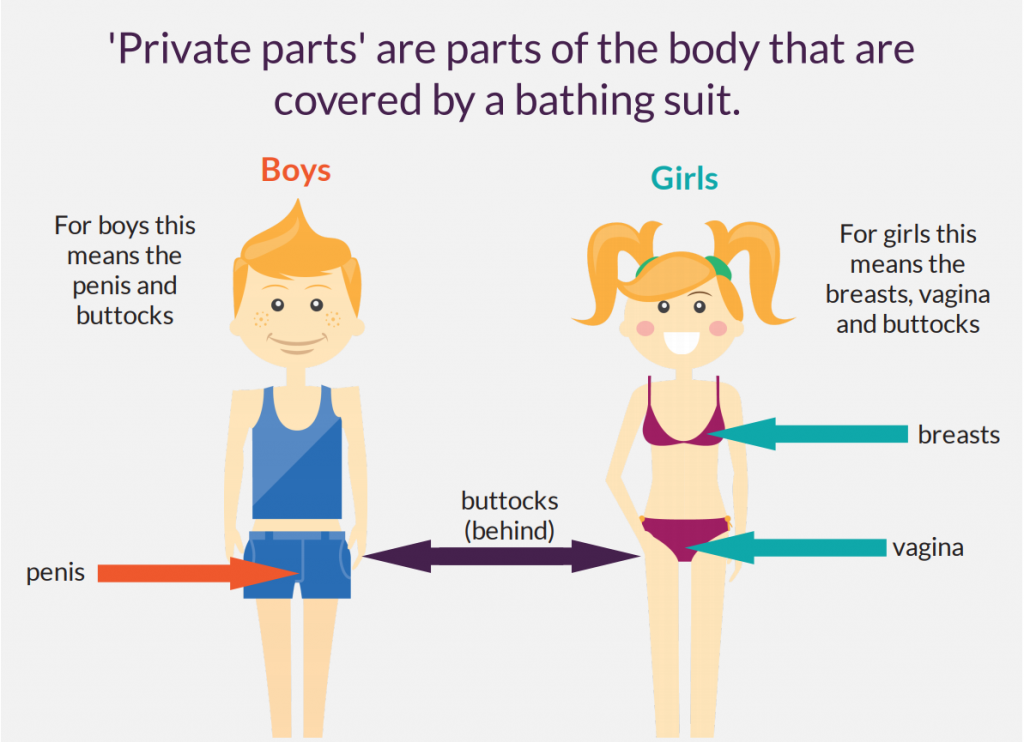 'Private parts' are parts of the body that are
covered by a bathing suit.
Boys
For boys this
means the
penis and
buttocks
Girls
For girls this
means the
breasts, vagina
and buttocks
breasts
buttocks
(behind)
vagina
penis